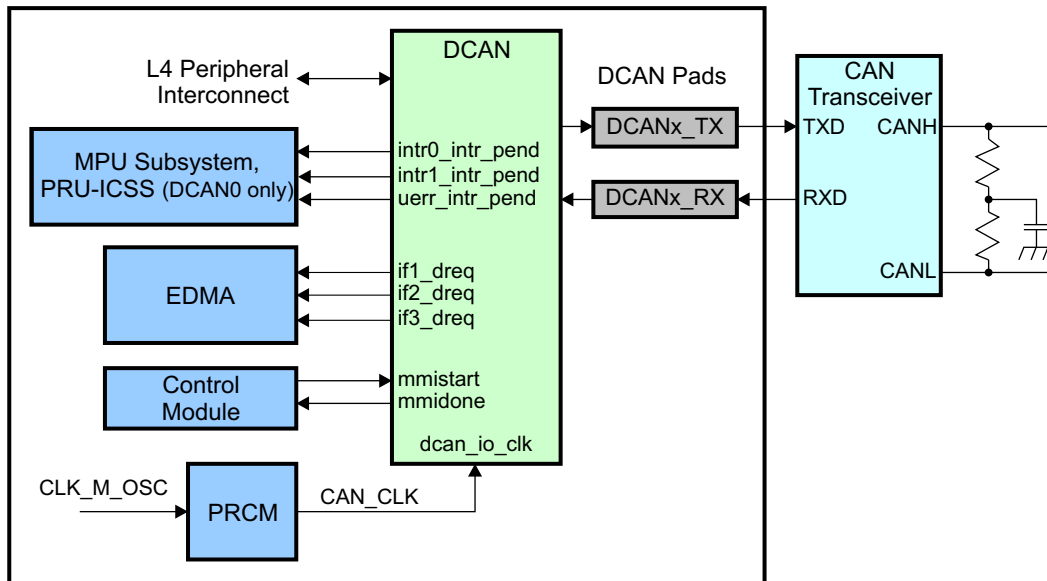 DCAN
L4 Peripheral
Interconnect
MPU Subsystem,
PRU-ICSS (DCAN0 only)
intr0_intr_pend
intr1_intr_pend
uerr_intr_pend
EDMA
if1_dreq
if2_dreq
if3_dreq
Control
Module
mmistart
mmidone
dcan_io_clk
CLK_M_OSC
PRCM
CAN_CLK
DCAN Pads
DCANx_TX
DCANx_RX
CAN
Transceiver
TXD
CANH
RXD
CANL